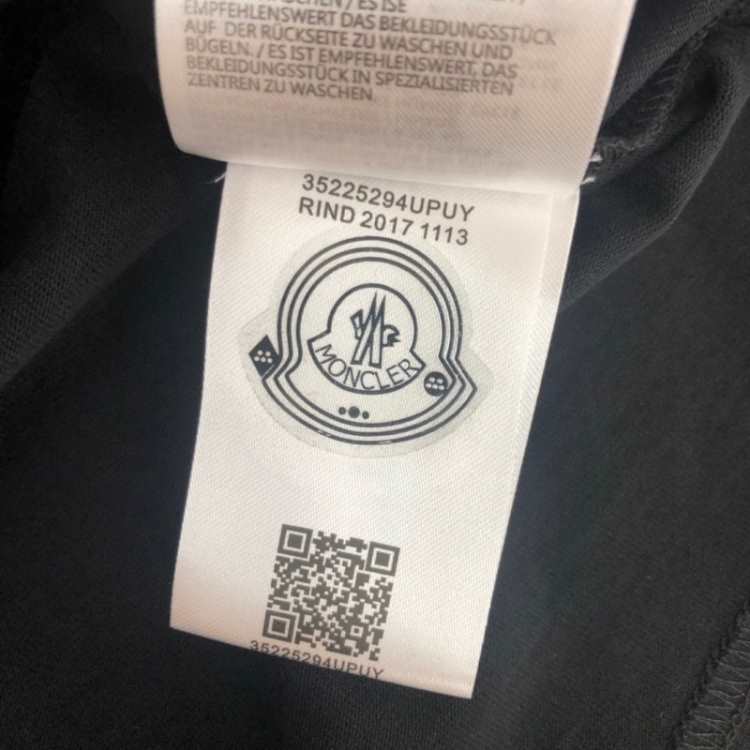 EMPFEHLENSWERT DAS BEKLEIDUNGSSTÜCK
AUF DER RÜCKSEITE ZU WASCHEN UND
BÜGELN. / ES IST EMPFEHLENSWERT, DAS
BEKLEIDUNGSSTÜCK IN SPEZIALISIERTEN
ZENTREN ZU WASCHEN.
35225294UPUY
RIND 2017 1113
MONCLER
35225294UPUY